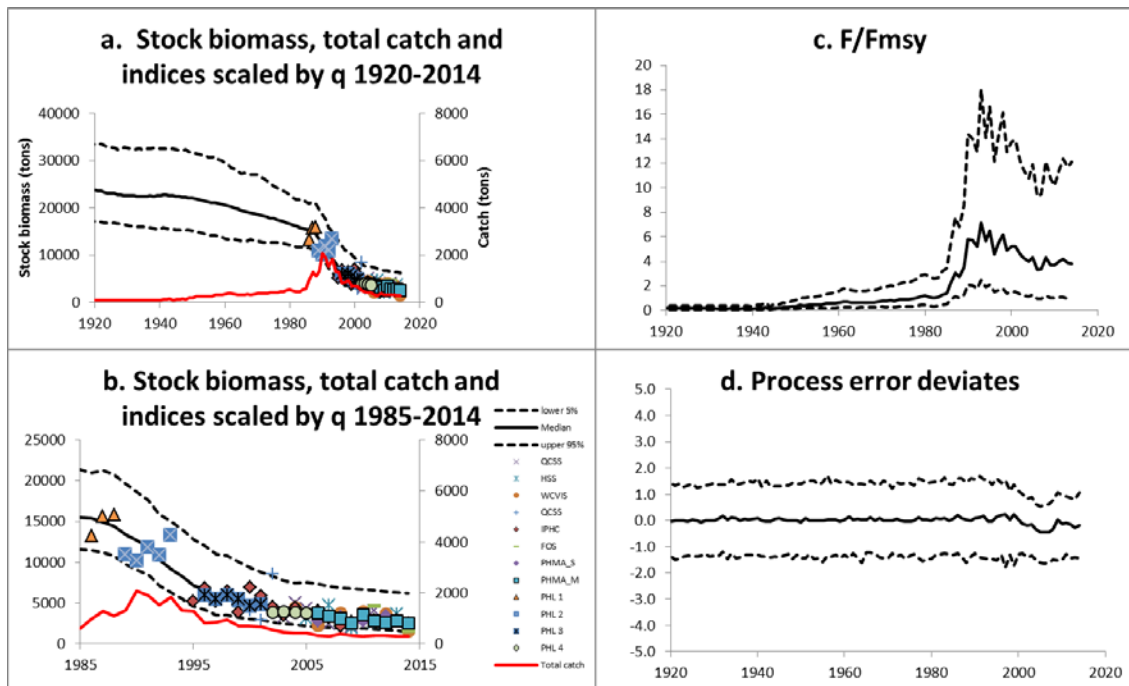 a. Stock biomass, total catch and
indices scaled by q 1920-2014
Stock biomass (tons)
40000
30000
20000
10000
0
8000
6000
4000
2000
0
Catch (tons)
1920 1940 1960 1980 2000 2020
c. F/Fmsy
20
18
16
14
12
10
8
6
4
2
0
1920 1940 1960 1980 2000 2020
b. Stock biomass, total catch and
indices scaled by q 1985-2014
25000
20000
15000
10000
5000
0
8000
6000
4000
2000
0
1985 1995 2005 2015
lower 5%
Median
upper 95%
QCSS
HSS
WCVIS
QCSS
IPHC
FOS
PHMA_S
PHMA_M
PHL 1
PHL 2
PHL 3
PHL 4
Total catch
d. Process error deviates
5.0
4.0
3.0
2.0
1.0
0.0
-1.0
-2.0
-3.0
-4.0
-5.0
1920 1940 1960 1980 2000 2020